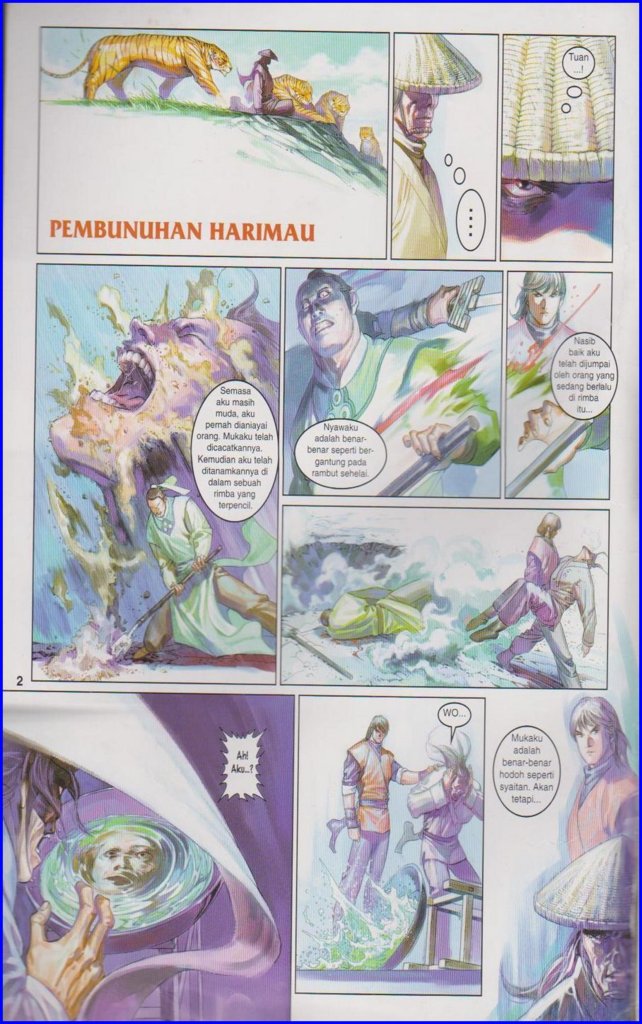 Tuan
...!
....
PEMBUNUHAN HARIMAU
Semasa
aku masih
muda, aku
pernah dianiayai
orang. Mukaku telah
dicacatkannya.
Kemudian aku telah
ditanamkannya di
dalam sebuah
rimba yang
terpencil.
Nyawaku
adalah benar-
benar seperti ber-
gantung pada
rambut sehelai.
Nasib
baik aku
telah dijumpai
oleh orang yang
sedang berlalu
di rimba
itu...
2
Ah!
Aku..?
WO...
Mukaku
adalah
benar-benar
hodoh seperti
syaitan. Akan
tetapi...